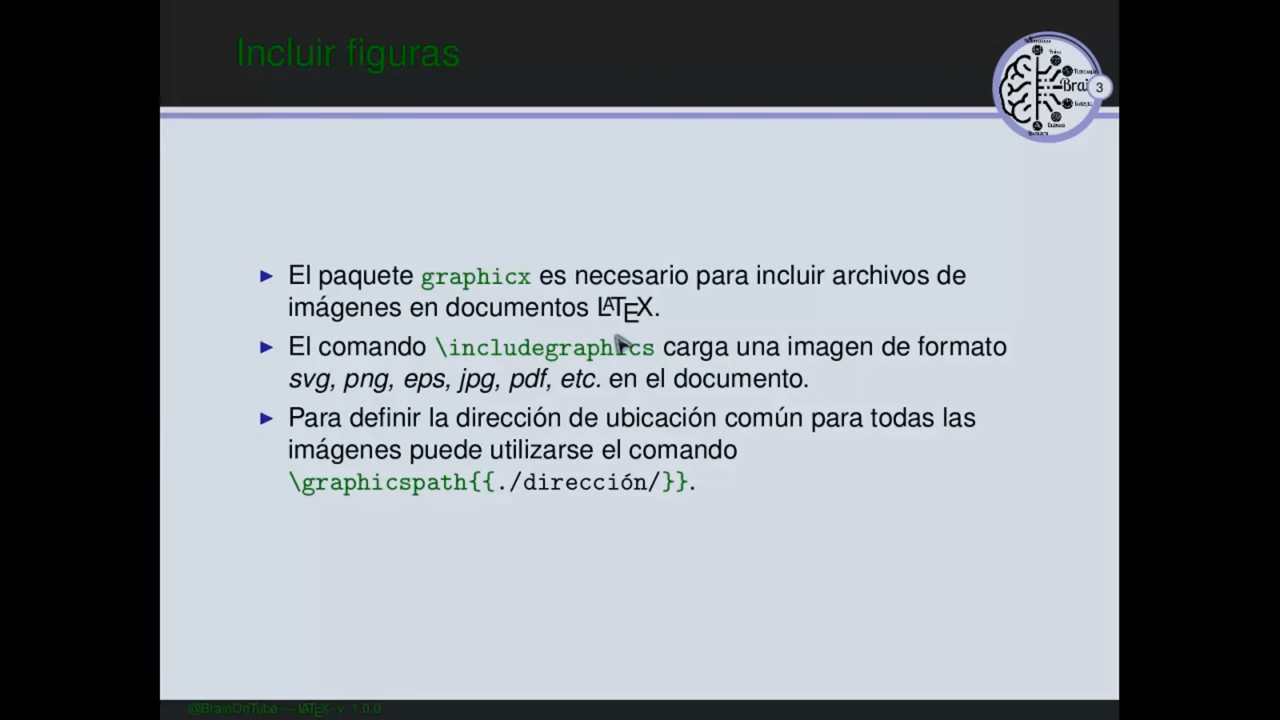 Incluir figuras
Brai
3
El paquete graphicx es necesario para incluir archivos de
imágenes en documentos LATEX.
El comando \includegraphics carga una imagen de formato
svg, png, eps, jpg, pdf, etc. en el documento.
Para definir la dirección de ubicación común para todas las
imágenes puede utilizarse el comando
\graphicspath{{./dirección/}}.
@BrainOnTube — LATEX- v. 1.0.0